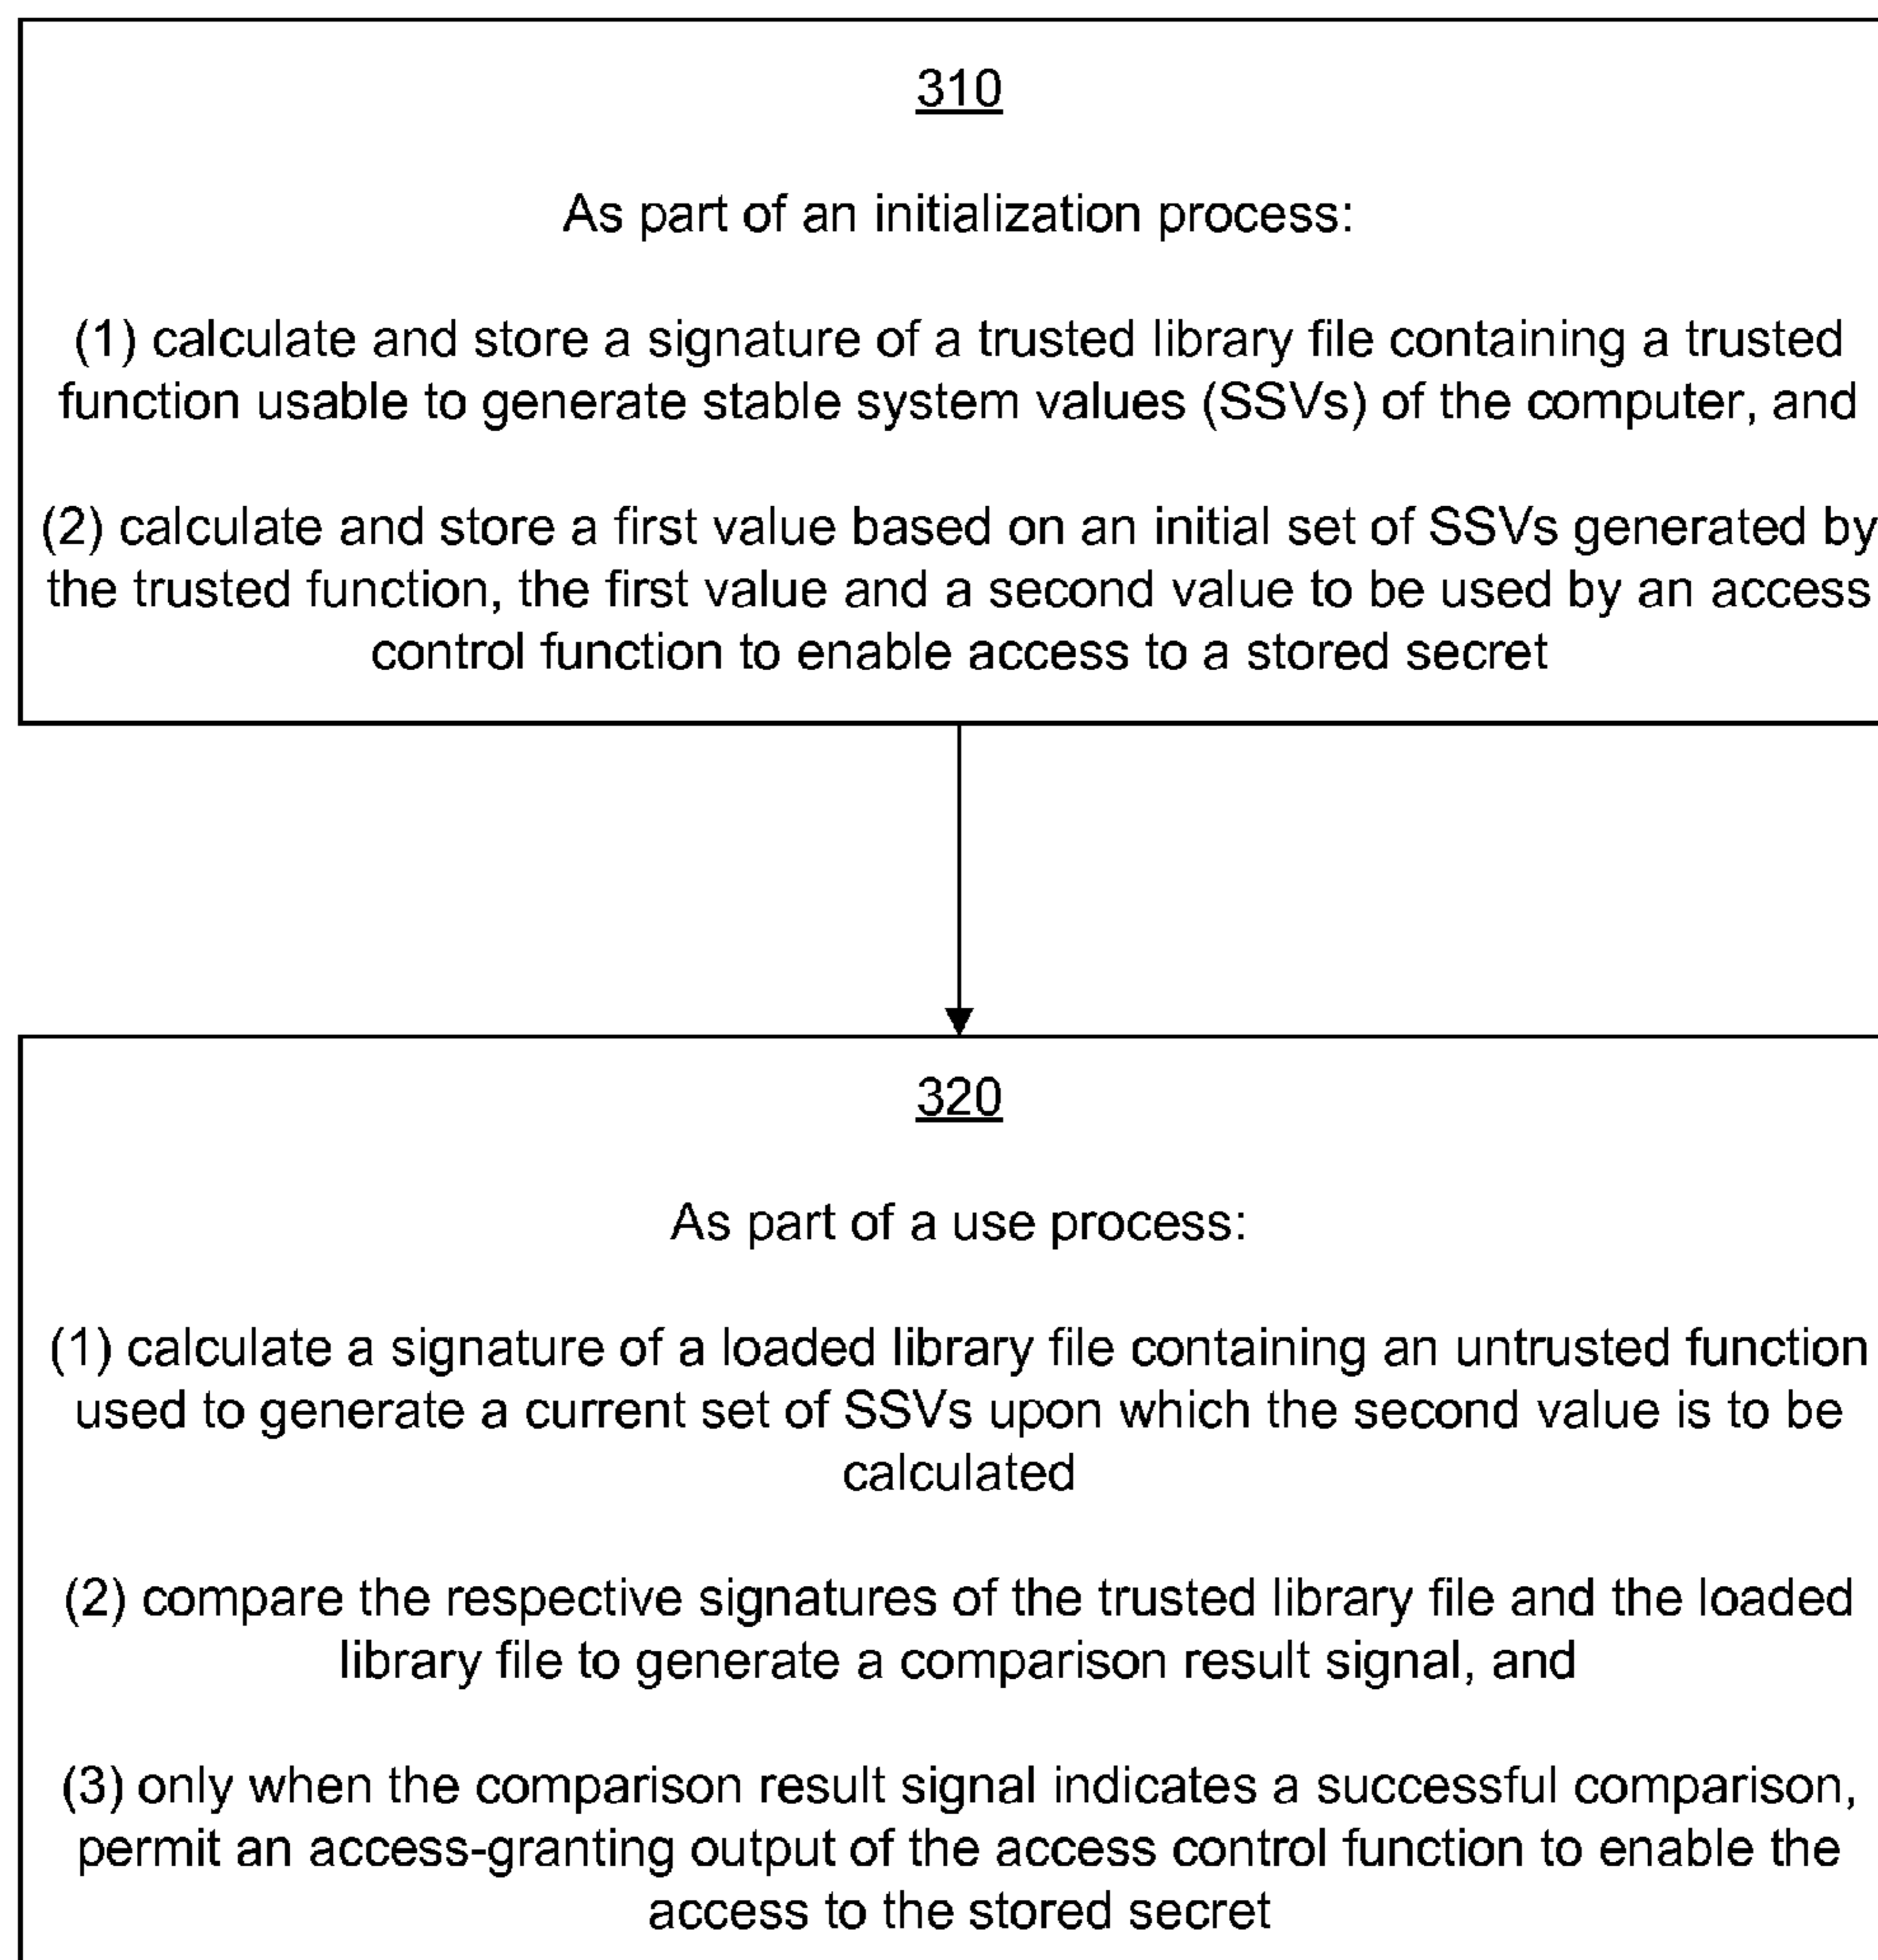 310
As part of an initialization process:
(1) calculate and store a signature of a trusted library file containing a trusted
function usable to generate stable system values (SSVs) of the computer, and
(2) calculate and store a first value based on an initial set of SSVs generated by
the trusted function, the first value and a second value to be used by an access
control function to enable access to a stored secret
320
As part of a use process:
(1) calculate a signature of a loaded library file containing an untrusted function
used to generate a current set of SSVs upon which the second value is to be
calculated
(2) compare the respective signatures of the trusted library file and the loaded
library file to generate a comparison result signal, and
(3) only when the comparison result signal indicates a successful comparison,
permit an access-granting output of the access control function to enable the
access to the stored secret